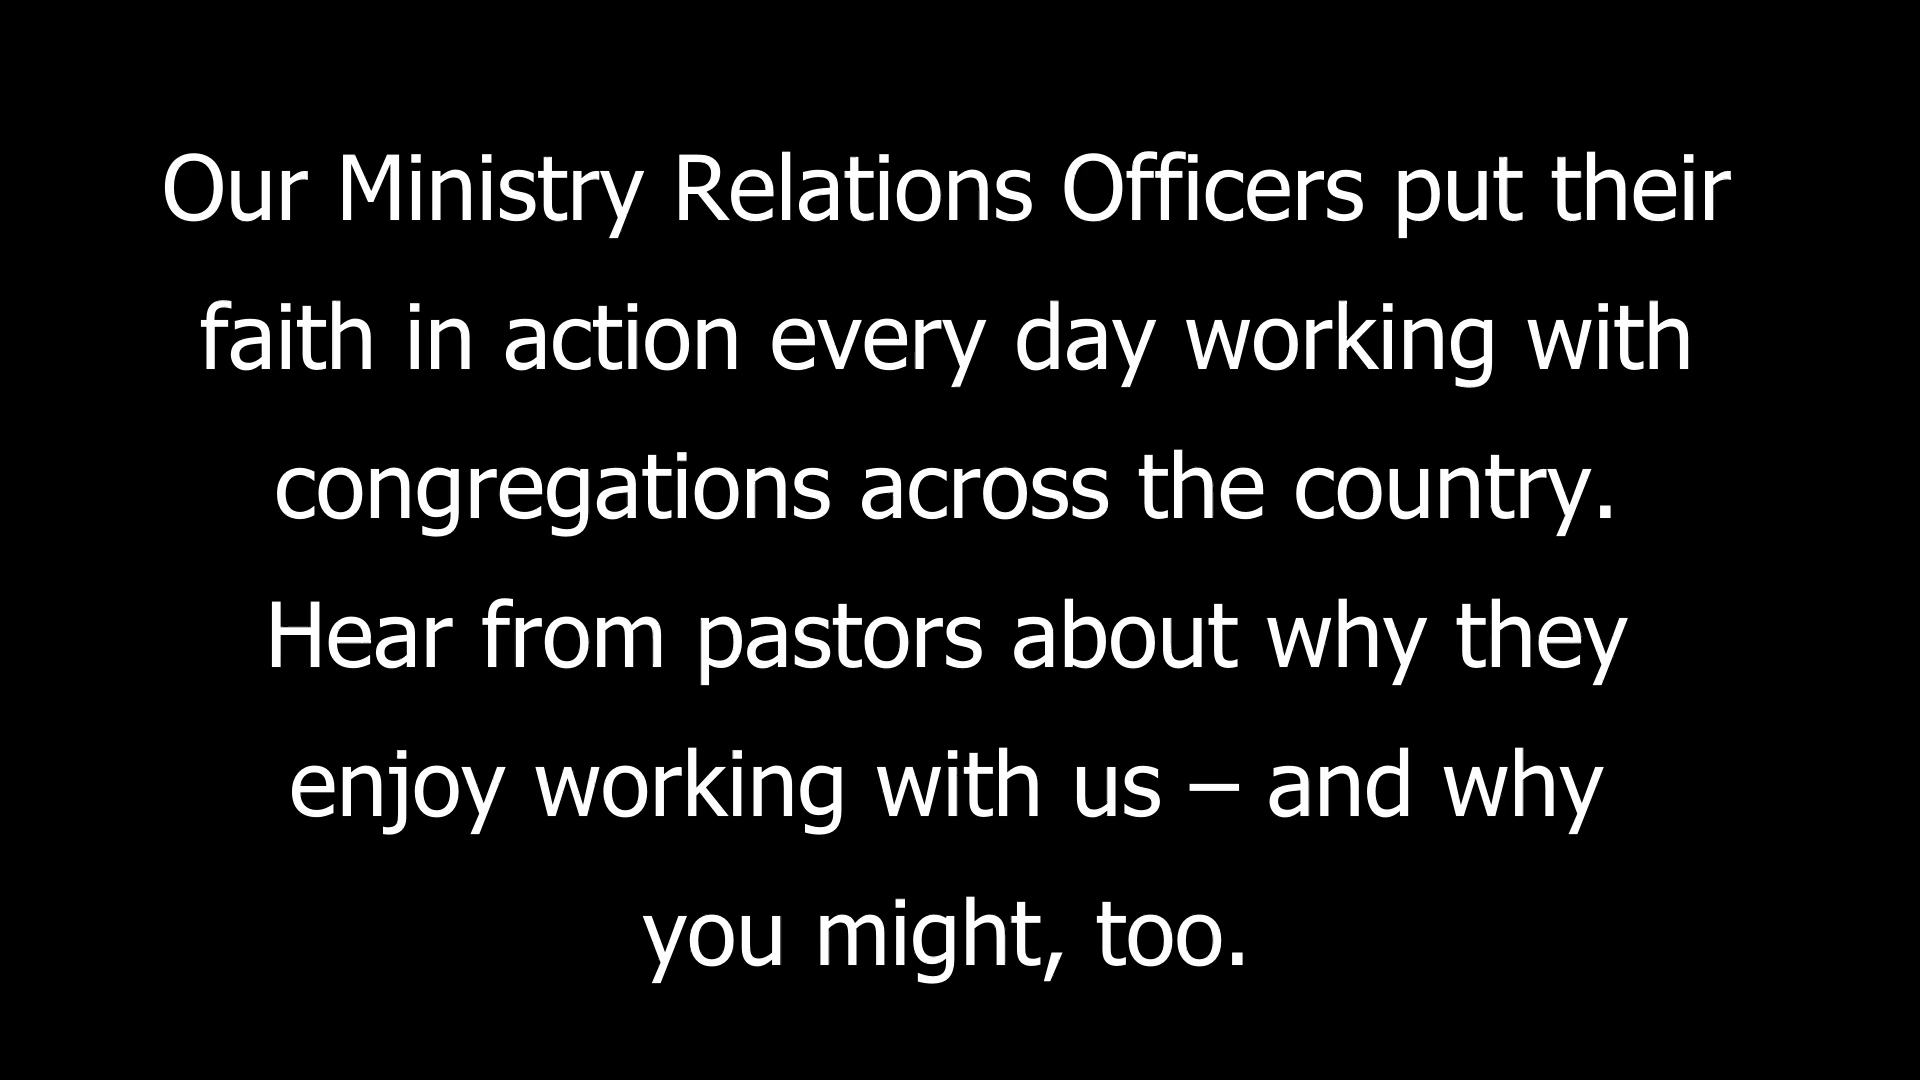 Our Ministry Relations Officers put their
faith in action every day working with
congregations across the country.
Hear from pastors about why they
enjoy working with us – and why
you might, too.